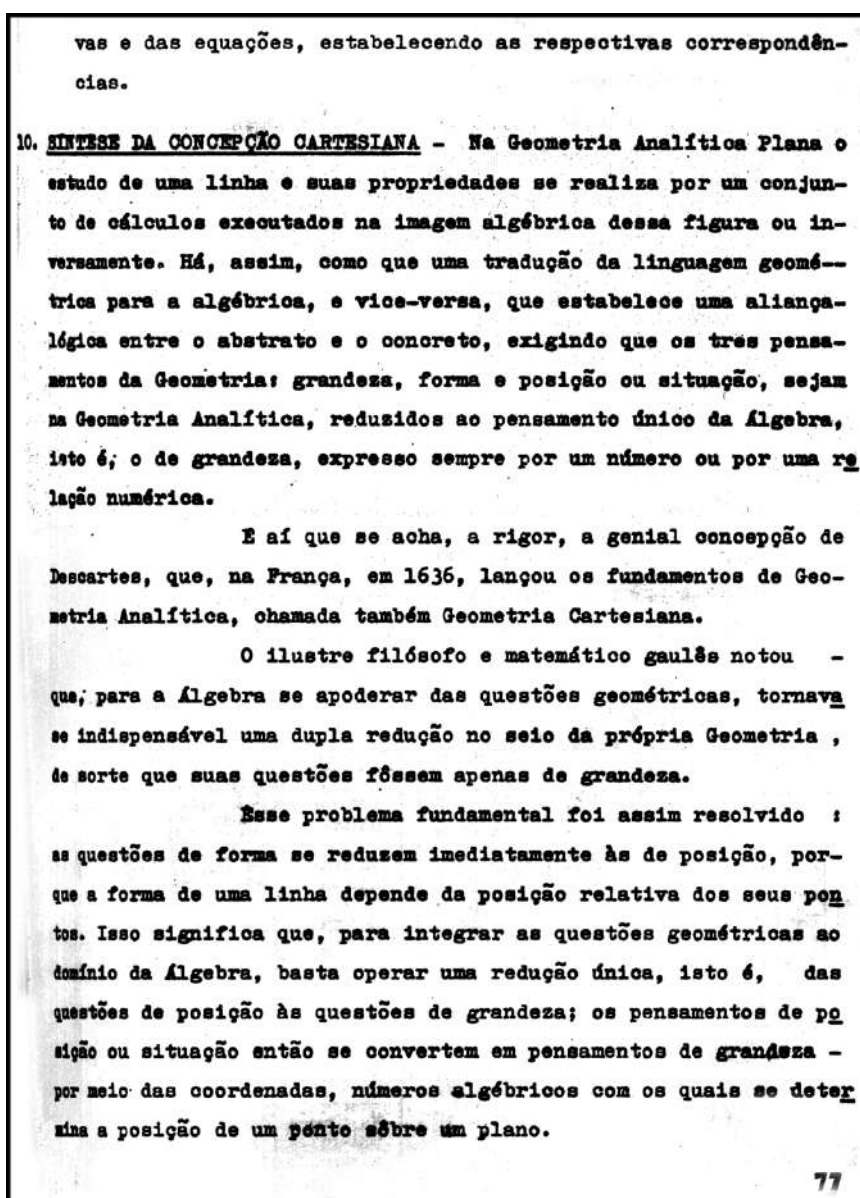 vas e das equações, estabelecendo as respectivas correspondên-
cias.
10. SÍNTESE DA CONCEPÇÃO CARTESIANA - Na Geometria Analítica Plana o
estudo de uma linha e suas propriedades se realiza por um conjun-
to de cálculos executados na imagem algébrica dessa figura ou in-
versamente. Há, assim, como que uma tradução da linguagem geomé--
trica para a algébrica, e vice-versa, que estabelece uma aliança-
lógica entre o abstrato e o concreto, exigindo que os tres pensa-
mentos da Geometria: grandeza, forma e posição ou situação, sejam
na Geometria Analítica, reduzidos ao pensamento único da Álgebra,
isto é, o de grandeza, expresso sempre por um número ou por uma re
lação numérica.
É aí que se acha, a rigor, a genial concepção de
Descartes, que, na França, em 1636, lançou os fundamentos de Geo-
metria Analítica, chamada também Geometria Cartesiana.
O ilustre filósofo e matemático gaulês notou -
que, para a Álgebra se apoderar das questões geométricas, tornava
se indispensável uma dupla redução no seio da própria Geometria ,
de sorte que suas questões fôssem apenas de grandeza.
Êsse problema fundamental foi assim resolvido :
as questões de forma se reduzem imediatamente às de posição, por-
que a forma de uma linha depende da posição relativa dos seus pon
tos. Isso significa que, para integrar as questões geométricas ao
domínio da Álgebra, basta operar uma redução única, isto é, das
questões de posição às questões de grandeza; os pensamentos de po
sição ou situação então se convertem em pensamentos de grandeza -
por meio das coordenadas, números algébricos com os quais se deter
mina a posição de um ponto sôbre um plano.
77